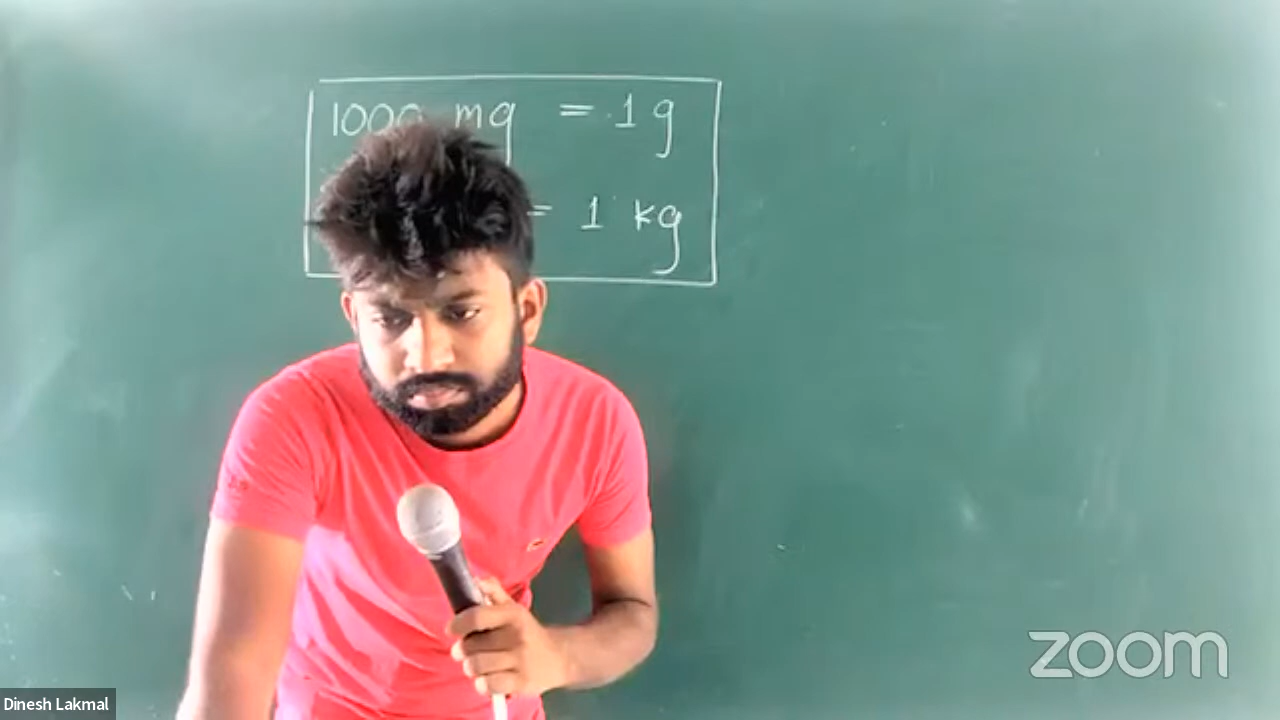 1000 mg = 1 g
= 1 kg
zoom
Dinesh Lakmal